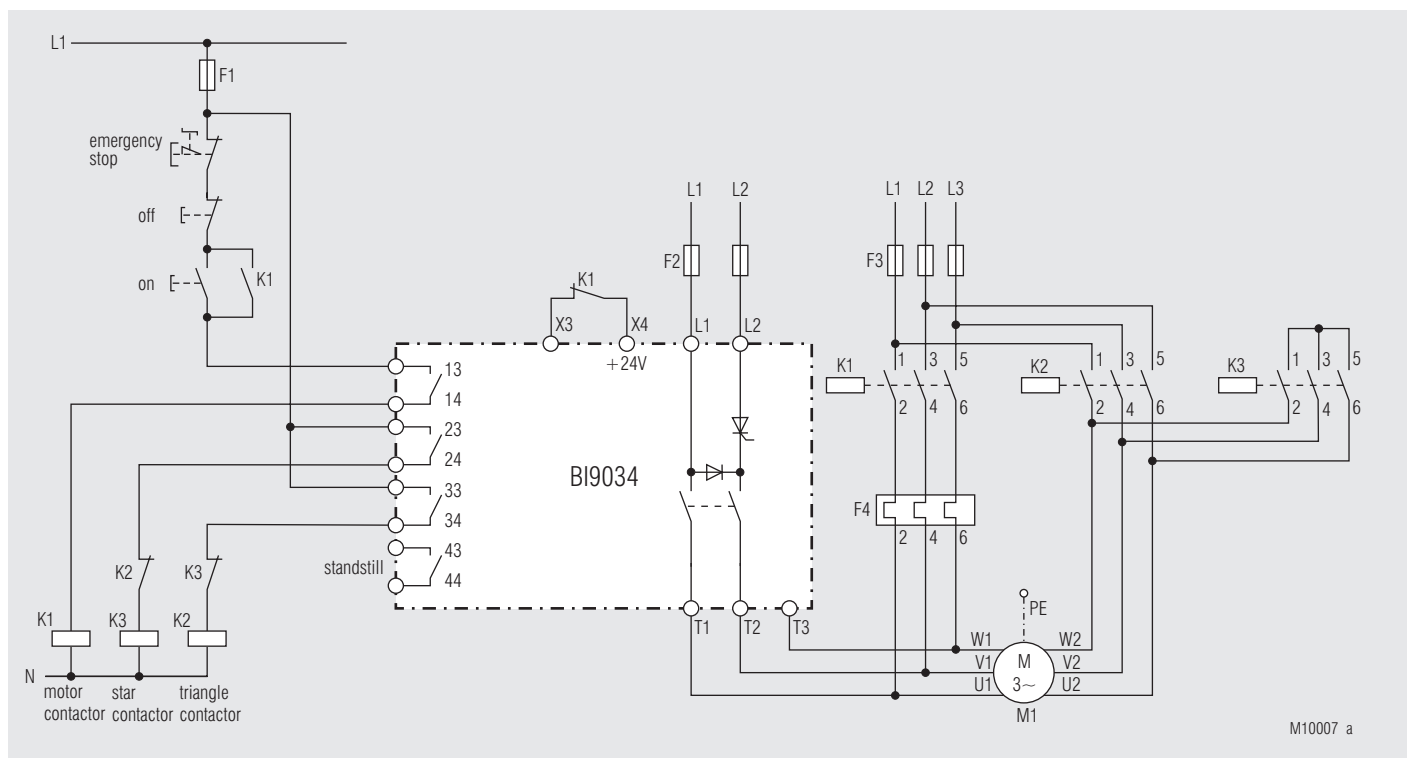 L1
F1
emergency
stop
off
on
K1
L1 L2
F2
L1 L2 L3
F3
K1
X3 X4
+24V
L1 L2
13
14
23
24
33
34
43
44
standstill
BI9034
K1
1 3 5
2 4 6
K2
1 3 5
2 4 6
K3
1 3 5
2 4 6
F4
2 4 6
K2 K3
K1 K3 K2
N
motor
contactor
star
contactor
triangle
contactor
T1 T2 T3
PE
W1 W2
V1 V2
U1 U2
M
3~
M1
M10007 a